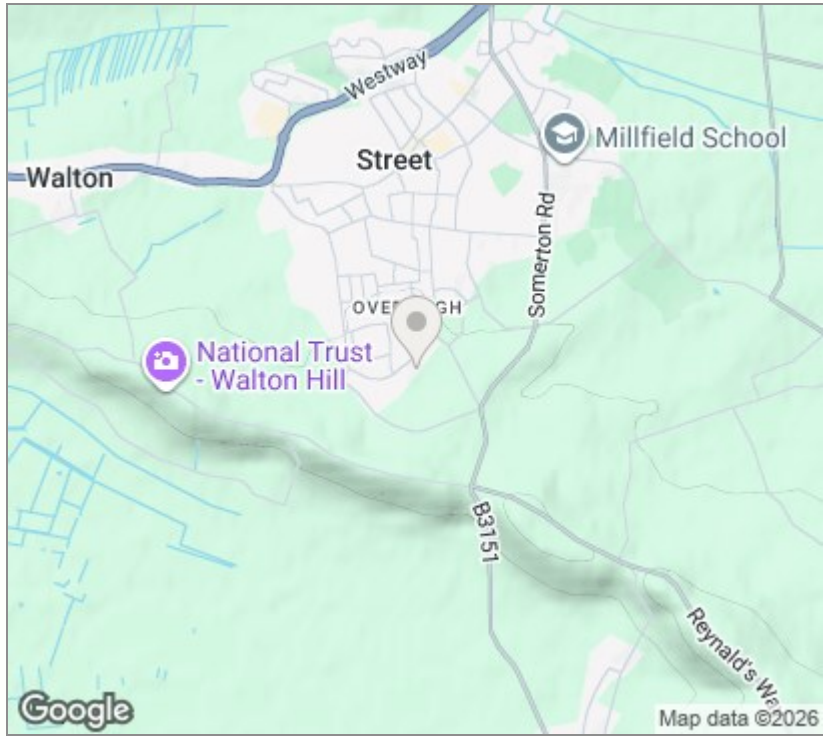 Westway
Millfield School
Street
Walton
Somerton Rd
National Trust
- Walton Hill
B3151
Google
Map data ©2026